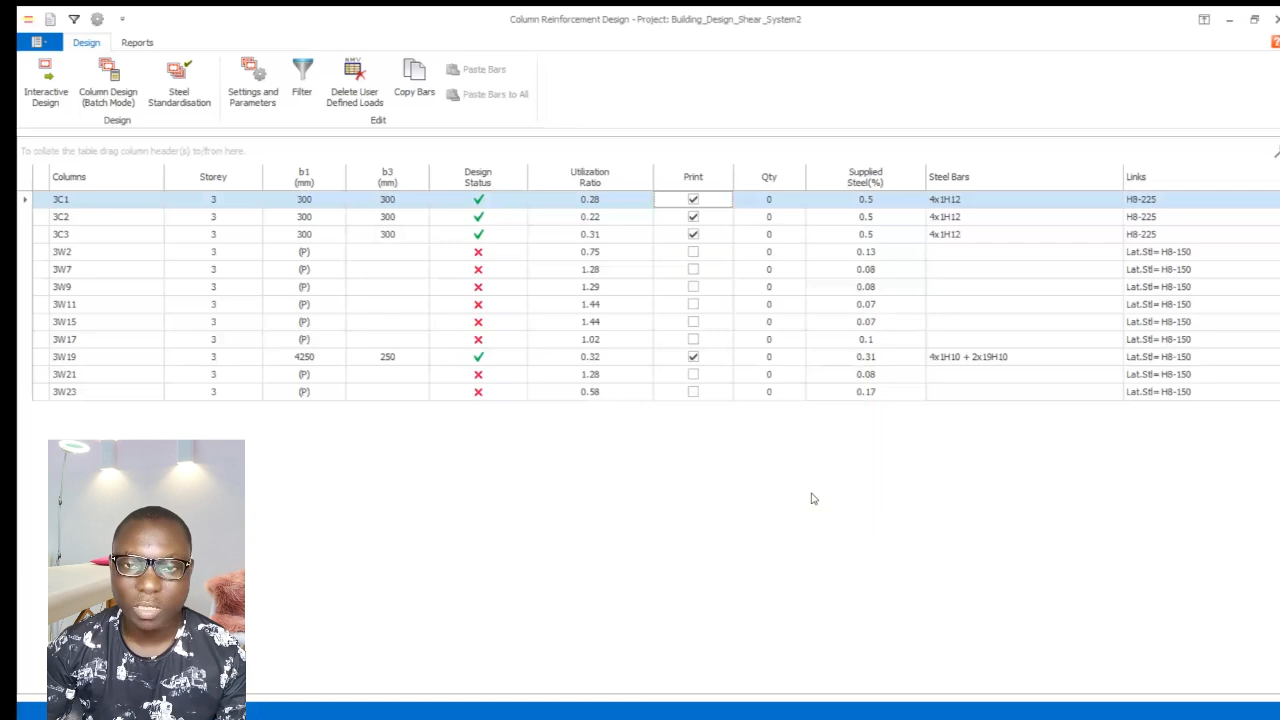 Column Reinforcement Design - Project: Building_Design_Shear_System2
Design Reports
Interactive Design
Column Design (Batch Mode)
Steel Standardisation
Settings and Parameters
Filter
Delete User Defined Loads
Copy Bars
Paste Bars
Paste Bars to All
Design Edit
To collate the table drag column header(s) to/from here.
Columns Storey b1 (mm) b3 (mm) Design Status Utilization Ratio Print Qty Supplied Steel(%) Steel Bars Links
3C1 3 300 300 0.28 0 0.5 4x1H12 H8-225
3C2 3 300 300 0.22 0 0.5 4x1H12 H8-225
3C3 3 300 300 0.31 0 0.5 4x1H12 H8-225
3W2 3 (P) 0.75 0 0.13 Lat.Stl= H8-150
3W7 3 (P) 1.28 0 0.08 Lat.Stl= H8-150
3W9 3 (P) 1.29 0 0.08 Lat.Stl= H8-150
3W11 3 (P) 1.44 0 0.07 Lat.Stl= H8-150
3W15 3 (P) 1.44 0 0.07 Lat.Stl= H8-150
3W17 3 (P) 1.02 0 0.1 Lat.Stl= H8-150
3W19 3 4250 250 0.32 0 0.31 4x1H10 + 2x19H10 Lat.Stl= H8-150
3W21 3 (P) 1.28 0 0.08 Lat.Stl= H8-150
3W23 3 (P) 0.58 0 0.17 Lat.Stl= H8-150